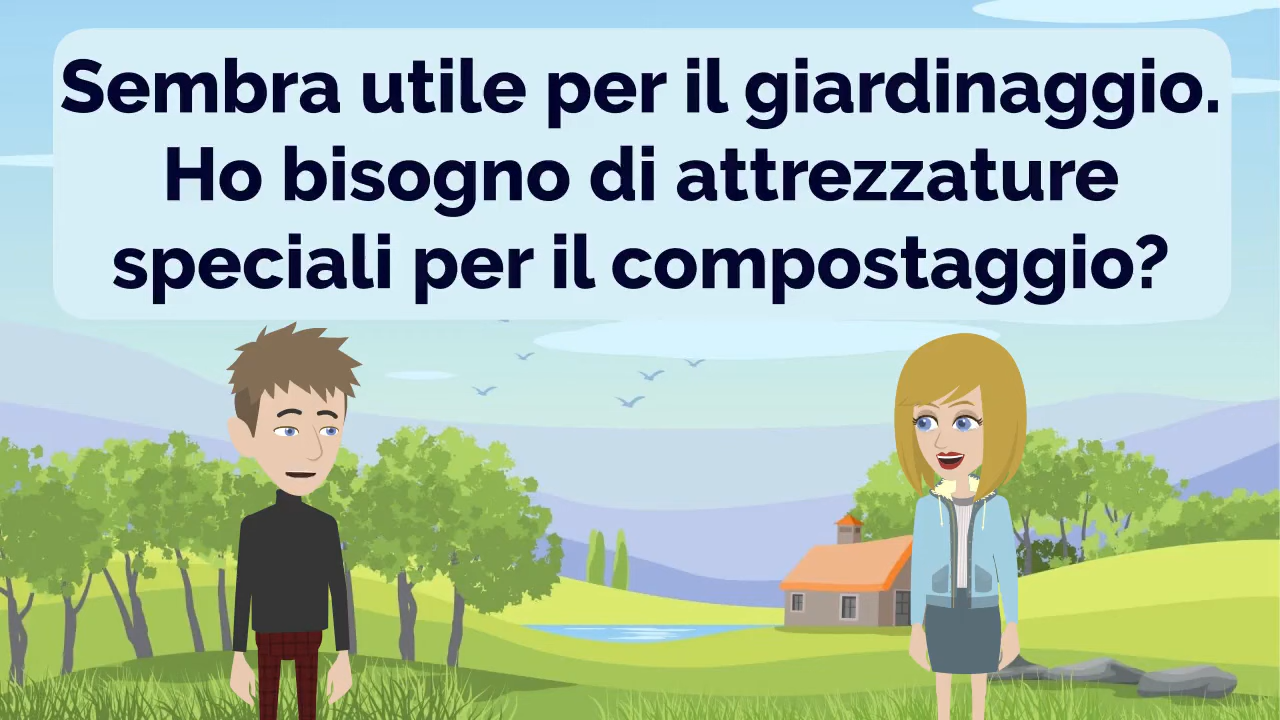 Sembra utile per il giardinaggio.
Ho bisogno di attrezzature
speciali per il compostaggio?